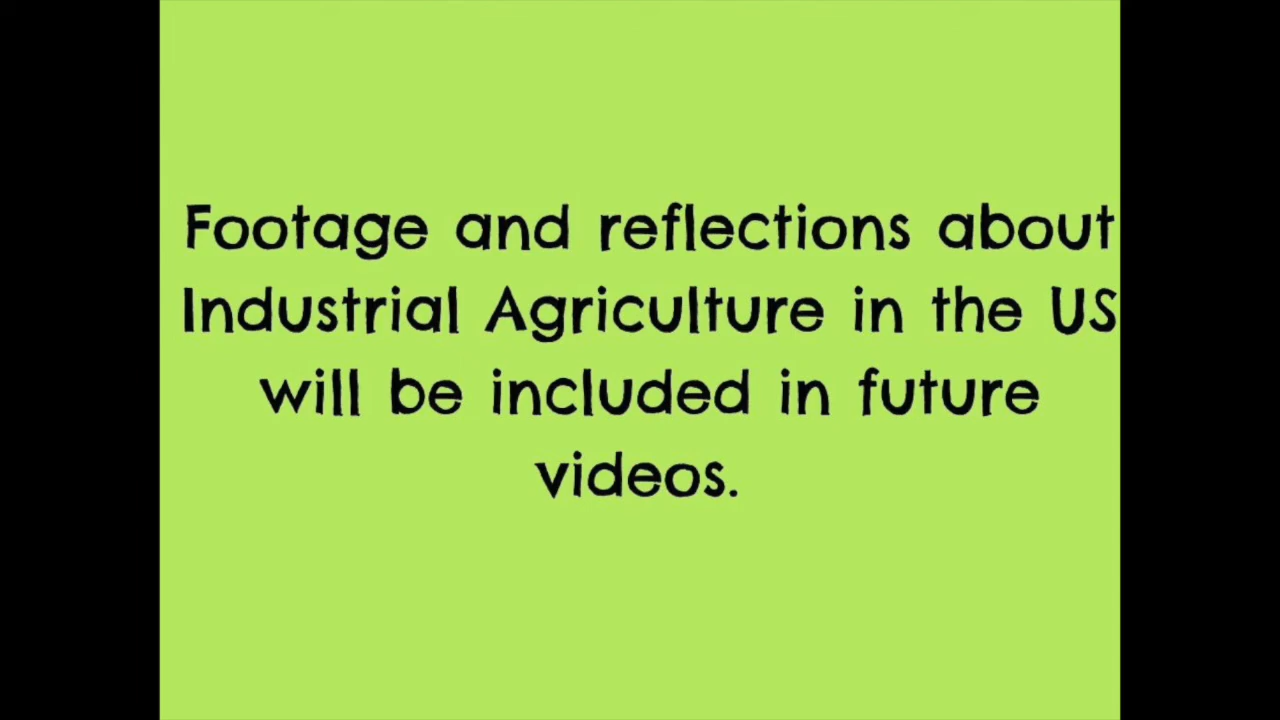 Footage and reflections about
Industrial Agriculture in the US
will be included in future
videos.